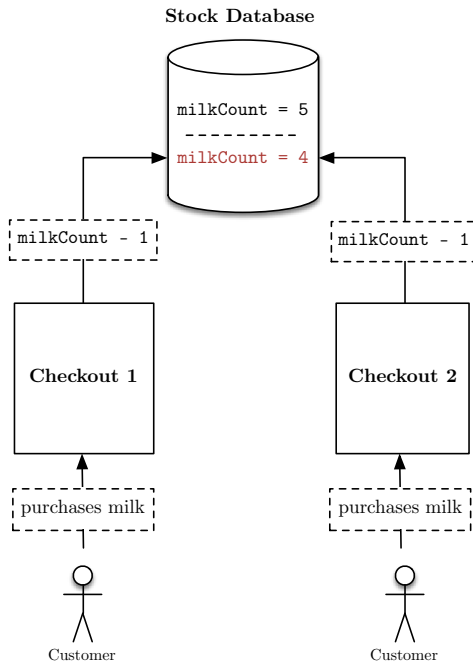 Stock Database
milkCount = 5
milkCount = 4
milkCount - 1
milkCount - 1
Checkout 1
Checkout 2
purchases milk
purchases milk
Customer
Customer